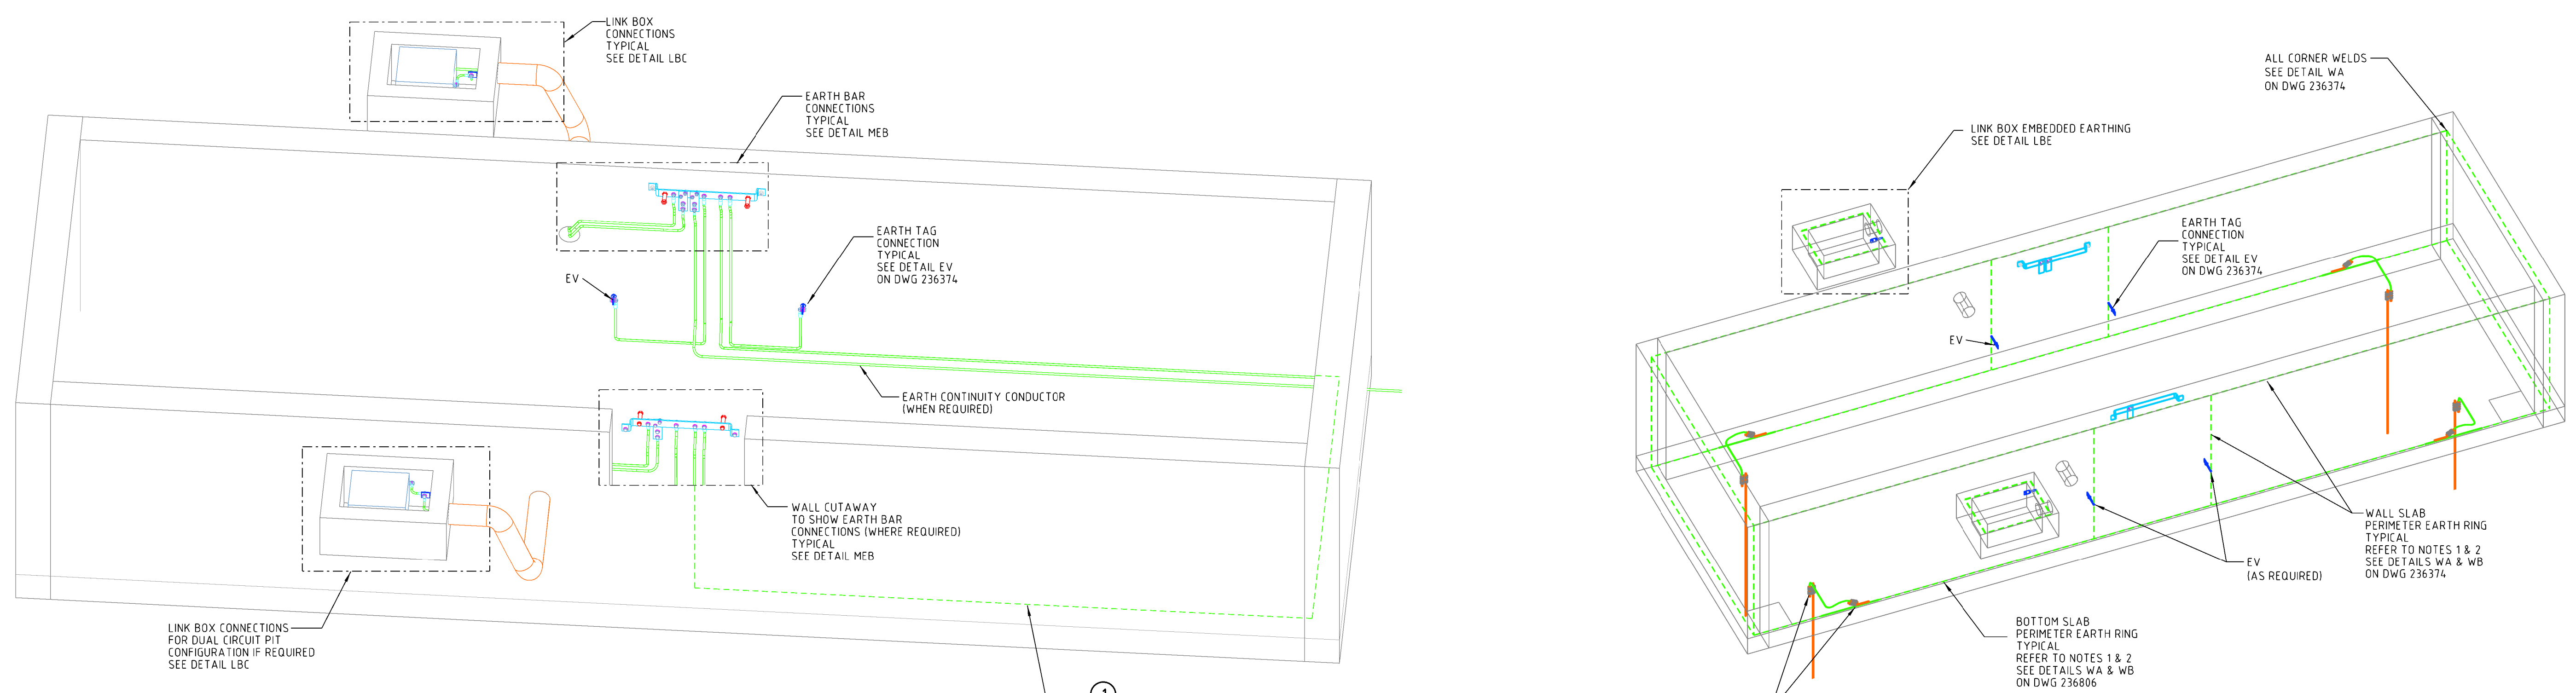 LINK BOX
CONNECTIONS
TYPICAL
SEE DETAIL LBC
EARTH BAR
CONNECTIONS
TYPICAL
SEE DETAIL MEB
EARTH TAG
CONNECTION
TYPICAL
SEE DETAIL EV
ON DWG 236374
EV
EARTH CONTINUITY CONDUCTOR
(WHEN REQUIRED)
WALL CUTAWAY
TO SHOW EARTH BAR
CONNECTIONS (WHERE REQUIRED)
TYPICAL
SEE DETAIL MEB
LINK BOX CONNECTIONS
FOR DUAL CIRCUIT PIT
CONFIGURATION IF REQUIRED
SEE DETAIL LBC
1
ALL CORNER WELDS
SEE DETAIL WA
ON DWG 236374
LINK BOX EMBEDDED EARTHING
SEE DETAIL LBE
EARTH TAG
CONNECTION
TYPICAL
SEE DETAIL EV
ON DWG 236374
EV
WALL SLAB
PERIMETER EARTH RING
TYPICAL
REFER TO NOTES 1 & 2
SEE DETAILS WA & WB
ON DWG 236374
EV
(AS REQUIRED)
BOTTOM SLAB
PERIMETER EARTH RING
TYPICAL
REFER TO NOTES 1 & 2
SEE DETAILS WA & WB
ON DWG 236806